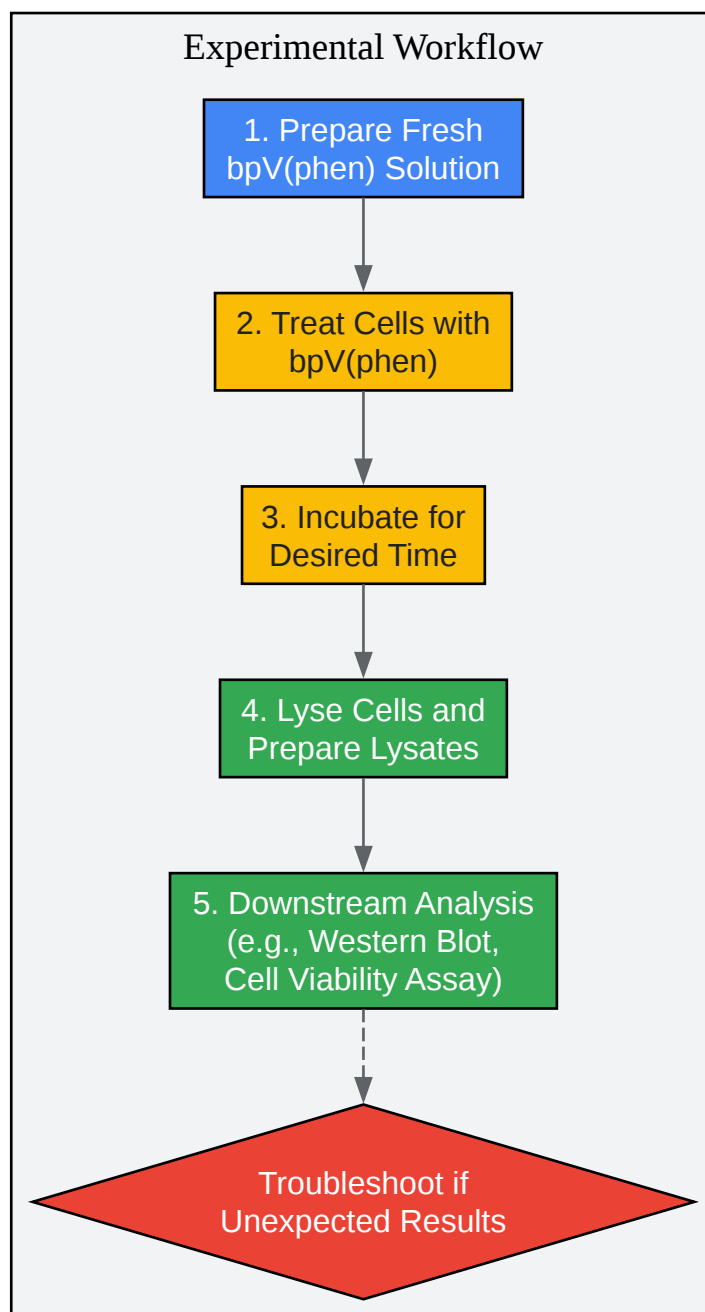 Experimental Workflow
1. Prepare Fresh
bpV(phen) Solution
2. Treat Cells with
bpV(phen)
3. Incubate for
Desired Time
4. Lyse Cells and
Prepare Lysates
5. Downstream Analysis
(e.g., Western Blot,
Cell Viability Assay)
Troubleshoot if
Unexpected Results